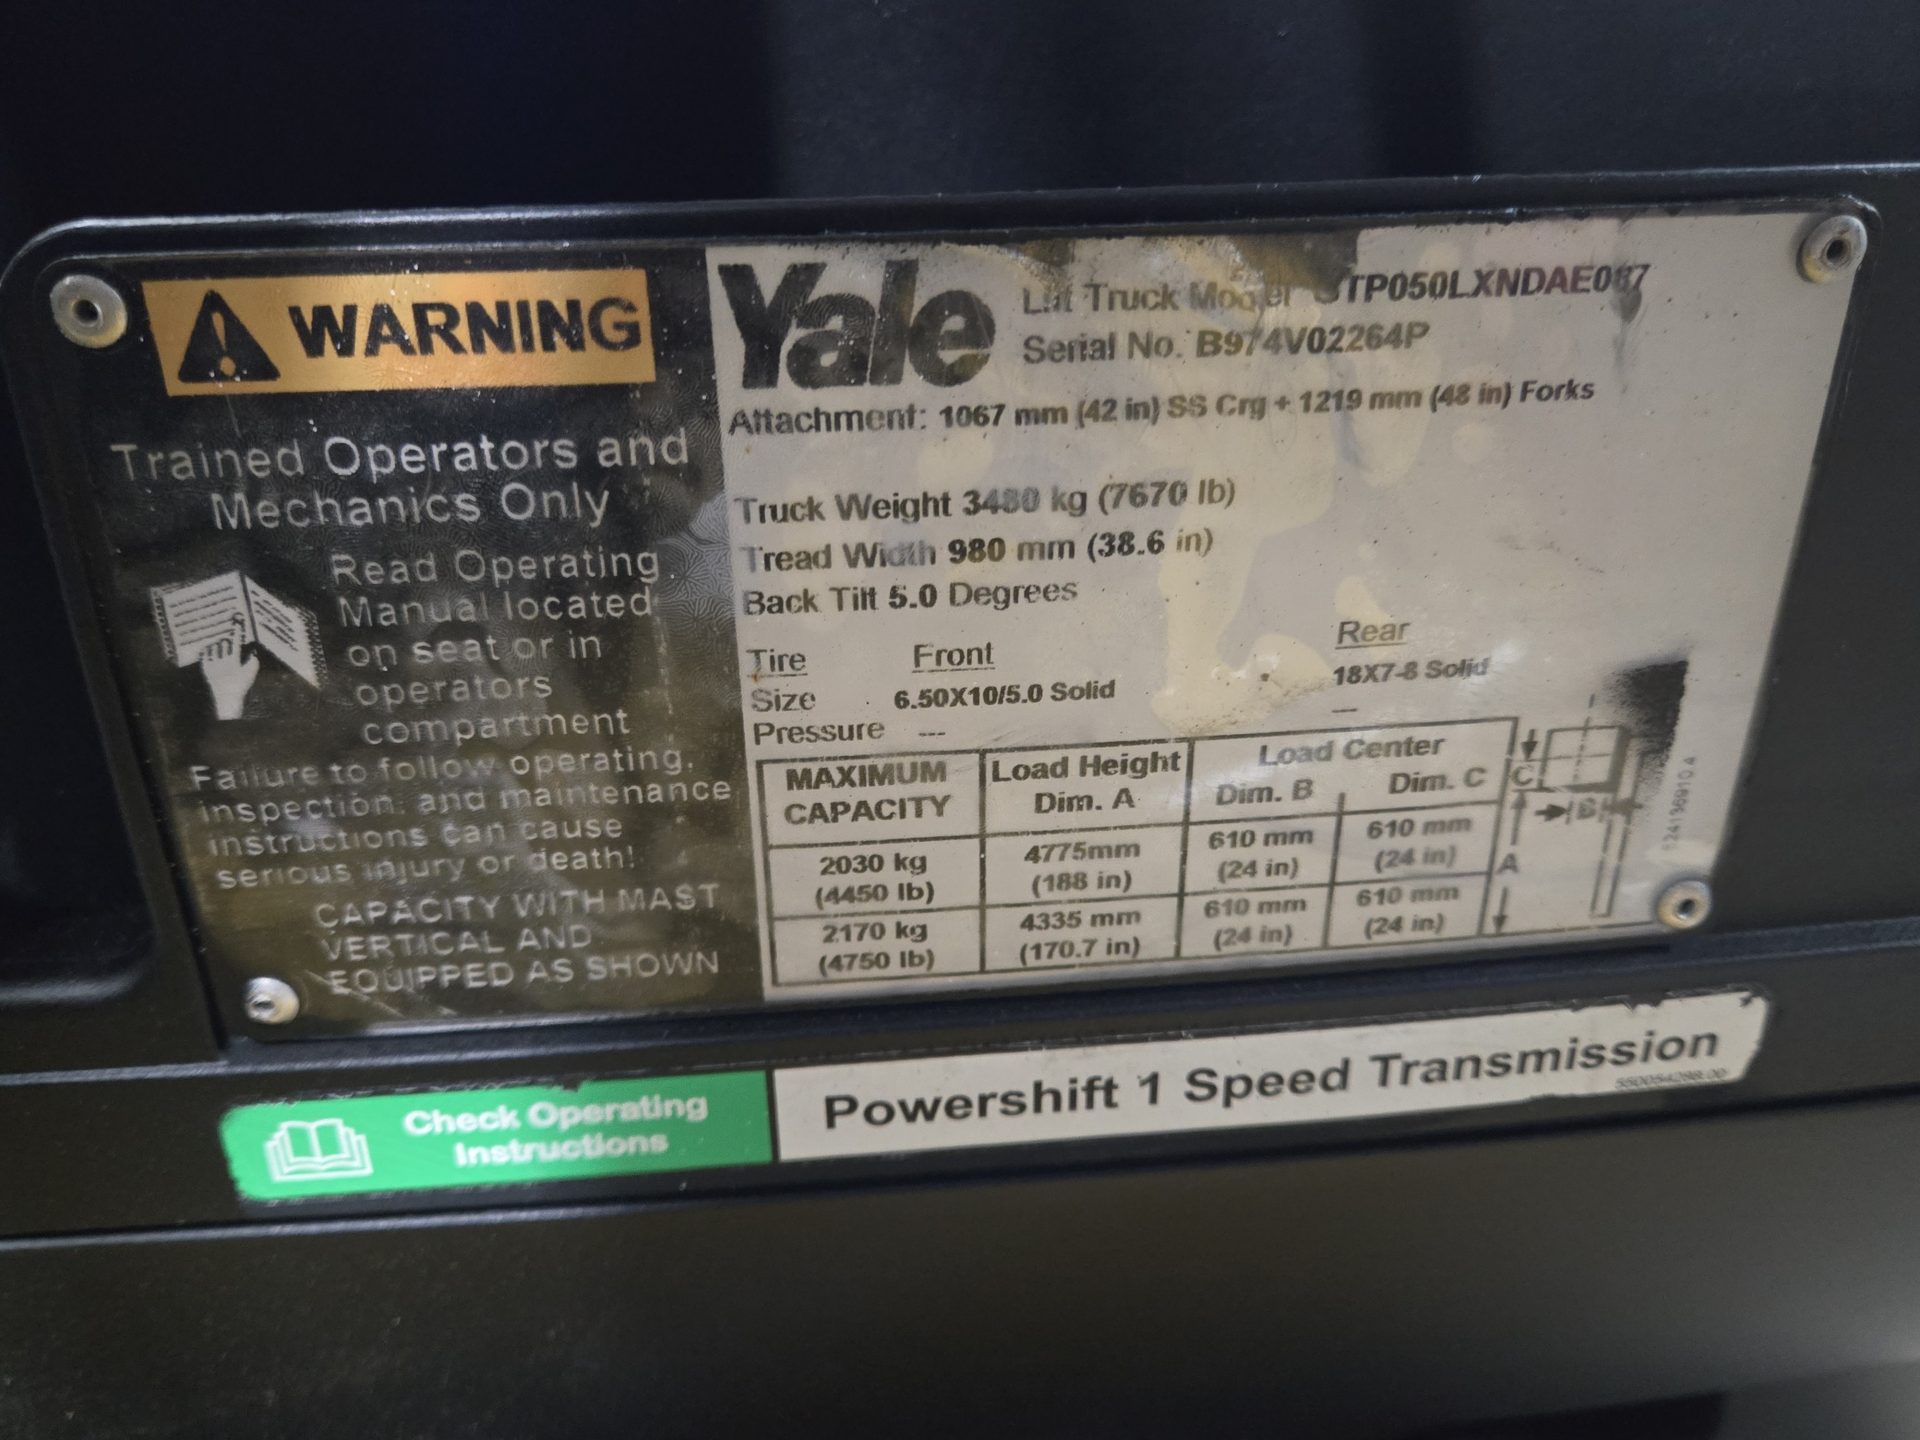 WARNING
Trained Operators and
Mechanics Only
Read Operating
Manual located
on seat or in
operators
compartment
Failure to follow operating,
inspection, and maintenance
instructions can cause
serious injury or death!
CAPACITY WITH MAST
VERTICAL AND
EQUIPPED AS SHOWN
Yale
Lift Truck Model
Serial No. B974V02264P
Attachment: 1067 mm (42 in) SS Crg + 1219 mm (48 in) Forks
Truck Weight 3480 kg (7670 lb)
Tread Width 980 mm (38.6 in)
Back Tilt 5.0 Degrees
Tire Front Rear
Size 6.50X10/5.0 Solid 18X7-8 Solid
Pressure --- ---
MAXIMUM CAPACITY Load Height Dim. A Load Center Dim. B Dim. C
2030 kg (4450 lb) 4775mm (188 in) 610 mm (24 in) 610 mm (24 in)
2170 kg (4750 lb) 4335 mm (170.7 in) 610 mm (24 in) 610 mm (24 in)
C
B
A
Check Operating
Instructions
Powershift 1 Speed Transmission